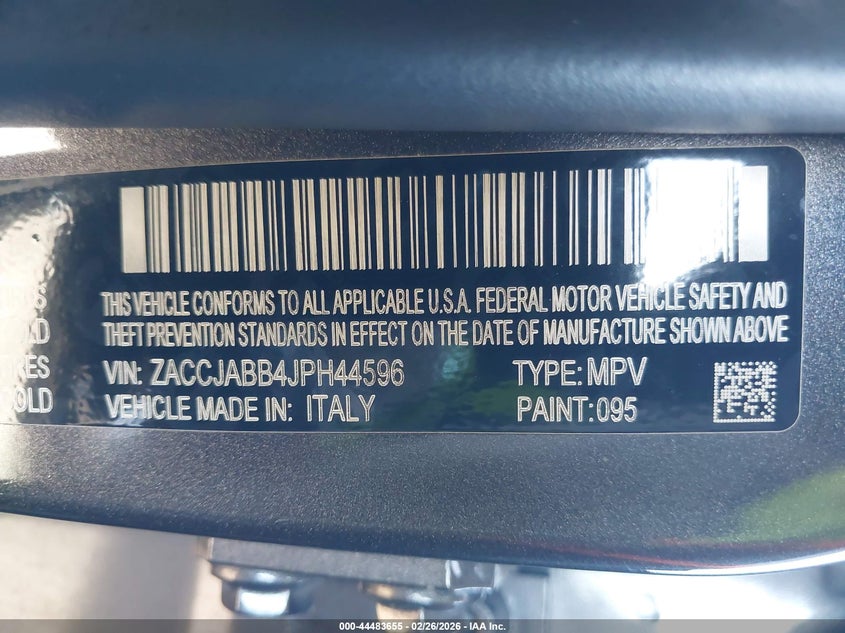 THIS VEHICLE CONFORMS TO ALL APPLICABLE U.S.A. FEDERAL MOTOR VEHICLE SAFETY AND
THEFT PREVENTION STANDARDS IN EFFECT ON THE DATE OF MANUFACTURE SHOWN ABOVE
VIN: ZACCJABB4JPH44596 TYPE: MPV
VEHICLE MADE IN: ITALY PAINT: 095
000-44483655 - 02/26/2026 - IAA Inc.